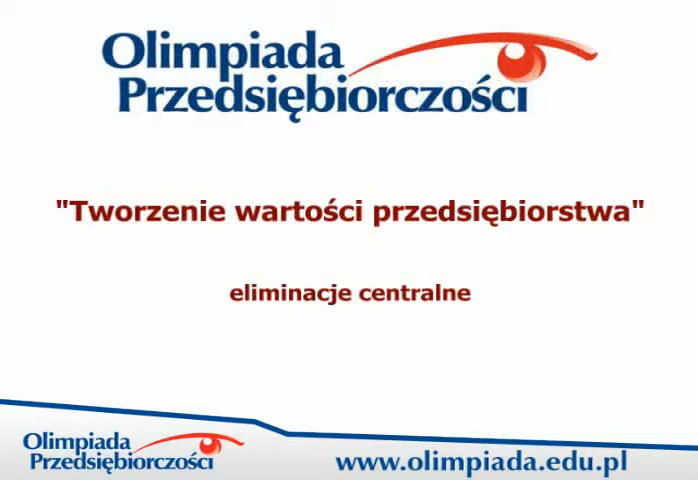 Olimpiada
Przedsiębiorczości
"Tworzenie wartości przedsiębiorstwa"
eliminacje centralne
Olimpiada
Przedsiębiorczości
www.olimpiada.edu.pl